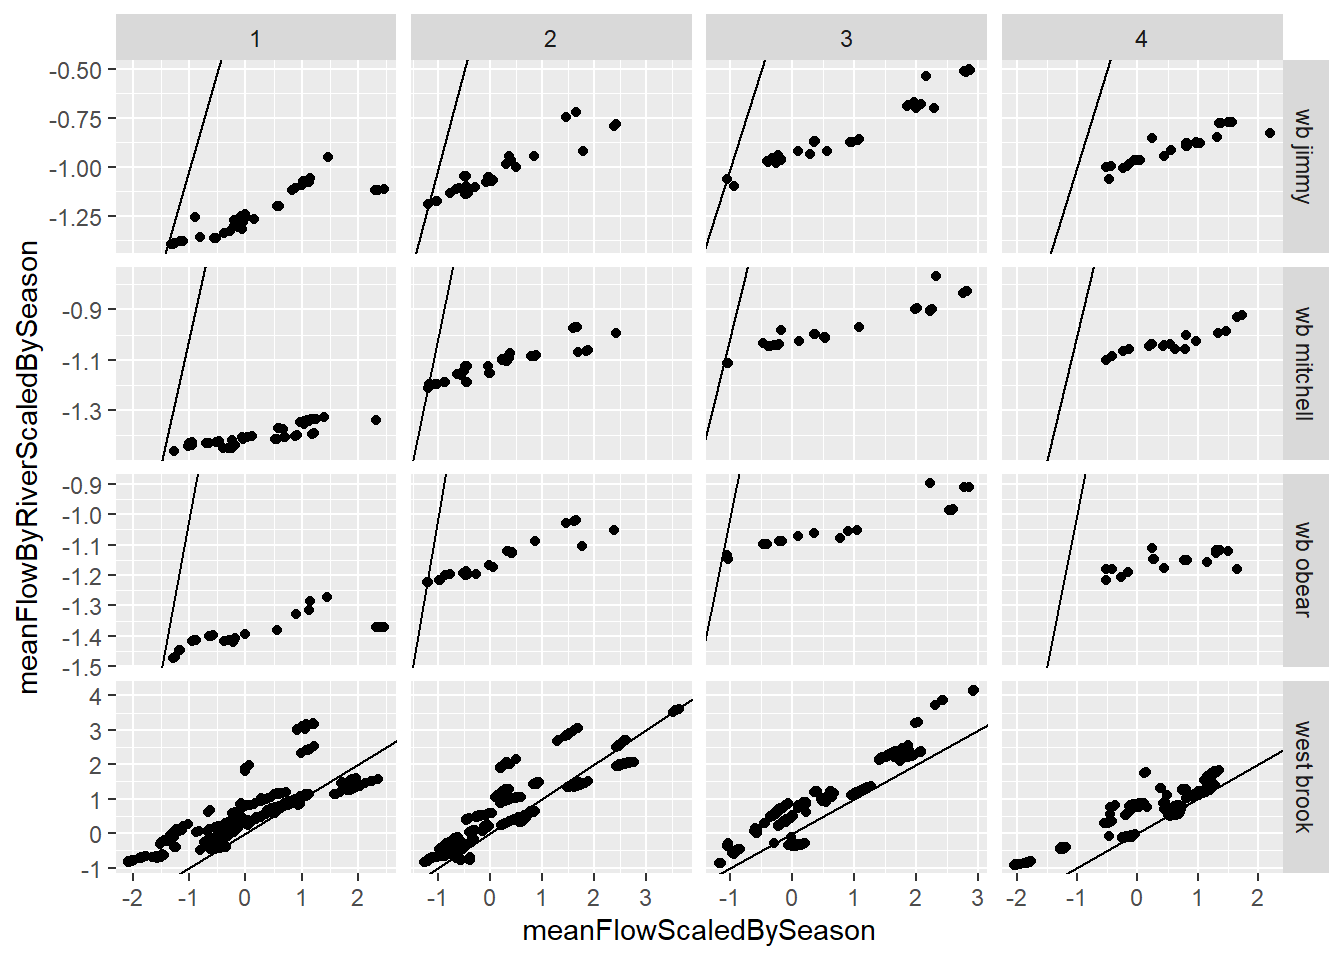 1 2 3 4
-0.50
-0.75
-1.00
-1.25
wb jimmy
-0.9
-1.1
-1.3
wb mitchell
-0.9
-1.0
-1.1
-1.2
-1.3
-1.4
-1.5
wb obear
4
3
2
1
0
-1
west brook
-2 -1 0 1 2 -1 0 1 2 3 -1 0 1 2 3 -2 -1 0 1 2
meanFlowScaledBySeason
meanFlowByRiverScaledBySeason